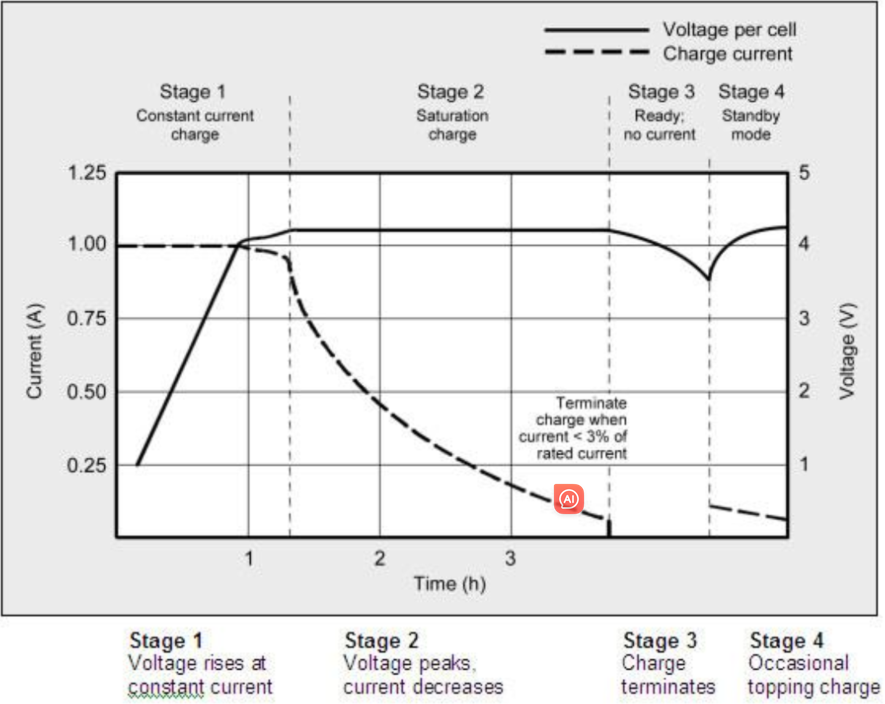 Voltage per cell
Charge current
Stage 1
Constant current
charge
Stage 2
Saturation
charge
Stage 3
Ready;
no current
Stage 4
Standby
mode
1.25
1.00
0.75
0.50
0.25
Current (A)
5
4
3
2
1
Voltage (V)
Terminate
charge when
current < 3% of
rated current
AI
1
2
3
Time (h)
Stage 1
Voltage rises at
constant current
Stage 2
Voltage peaks,
current decreases
Stage 3
Charge
terminates
Stage 4
Occasional
topping charge